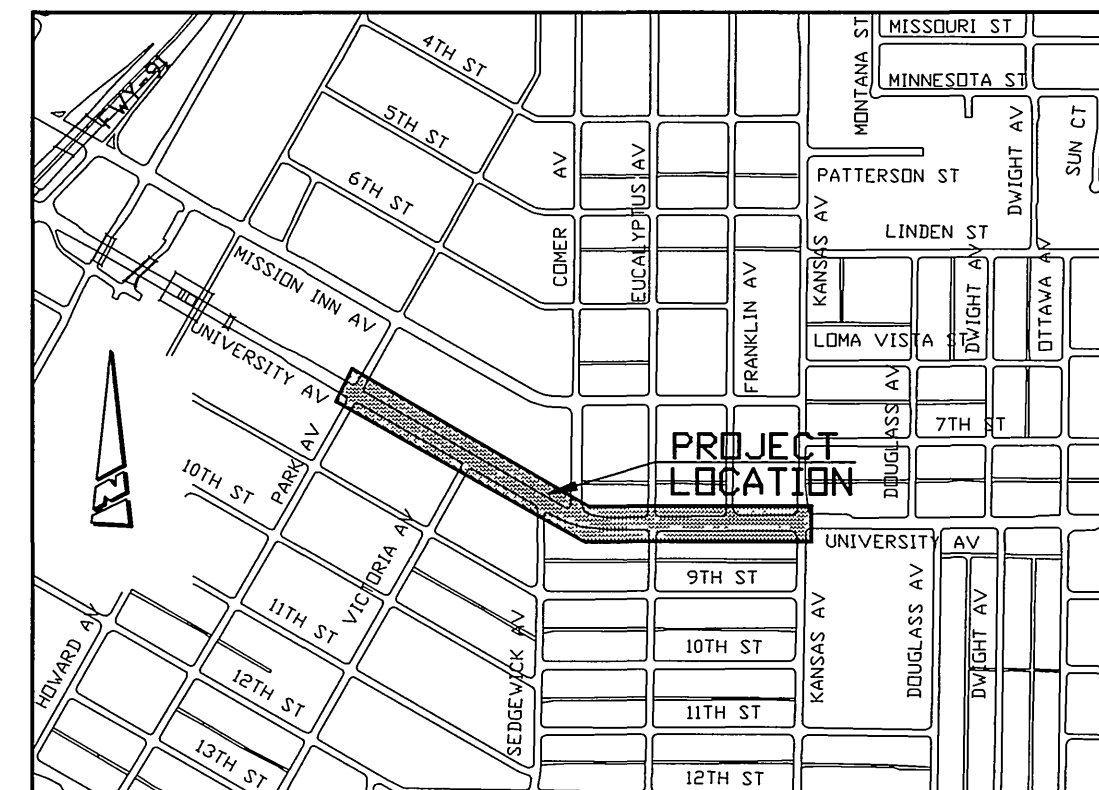 MISSOURI ST
4TH ST
MONTANA ST
MINNESOTA ST
FWY-91
5TH ST
DWIGHT AV
SUN CT
COMER AV
EUCALYPTUS AV
PATTERSON ST
6TH ST
KANSAS AV
LINDEN ST
MISSION INN AV
FRANKLIN AV
DWIGHT AV
OTTAWA AV
UNIVERSITY AV
LOMA VISTA ST
DOUGLASS AV
7TH ST
PROJECT
LOCATION
PARK AV
10TH ST
N
VICTORIA AV
UNIVERSITY AV
9TH ST
11TH ST
HOWARD AV
SEDGEWICK AV
10TH ST
KANSAS AV
DOUGLASS AV
DWIGHT AV
12TH ST
11TH ST
13TH ST
12TH ST